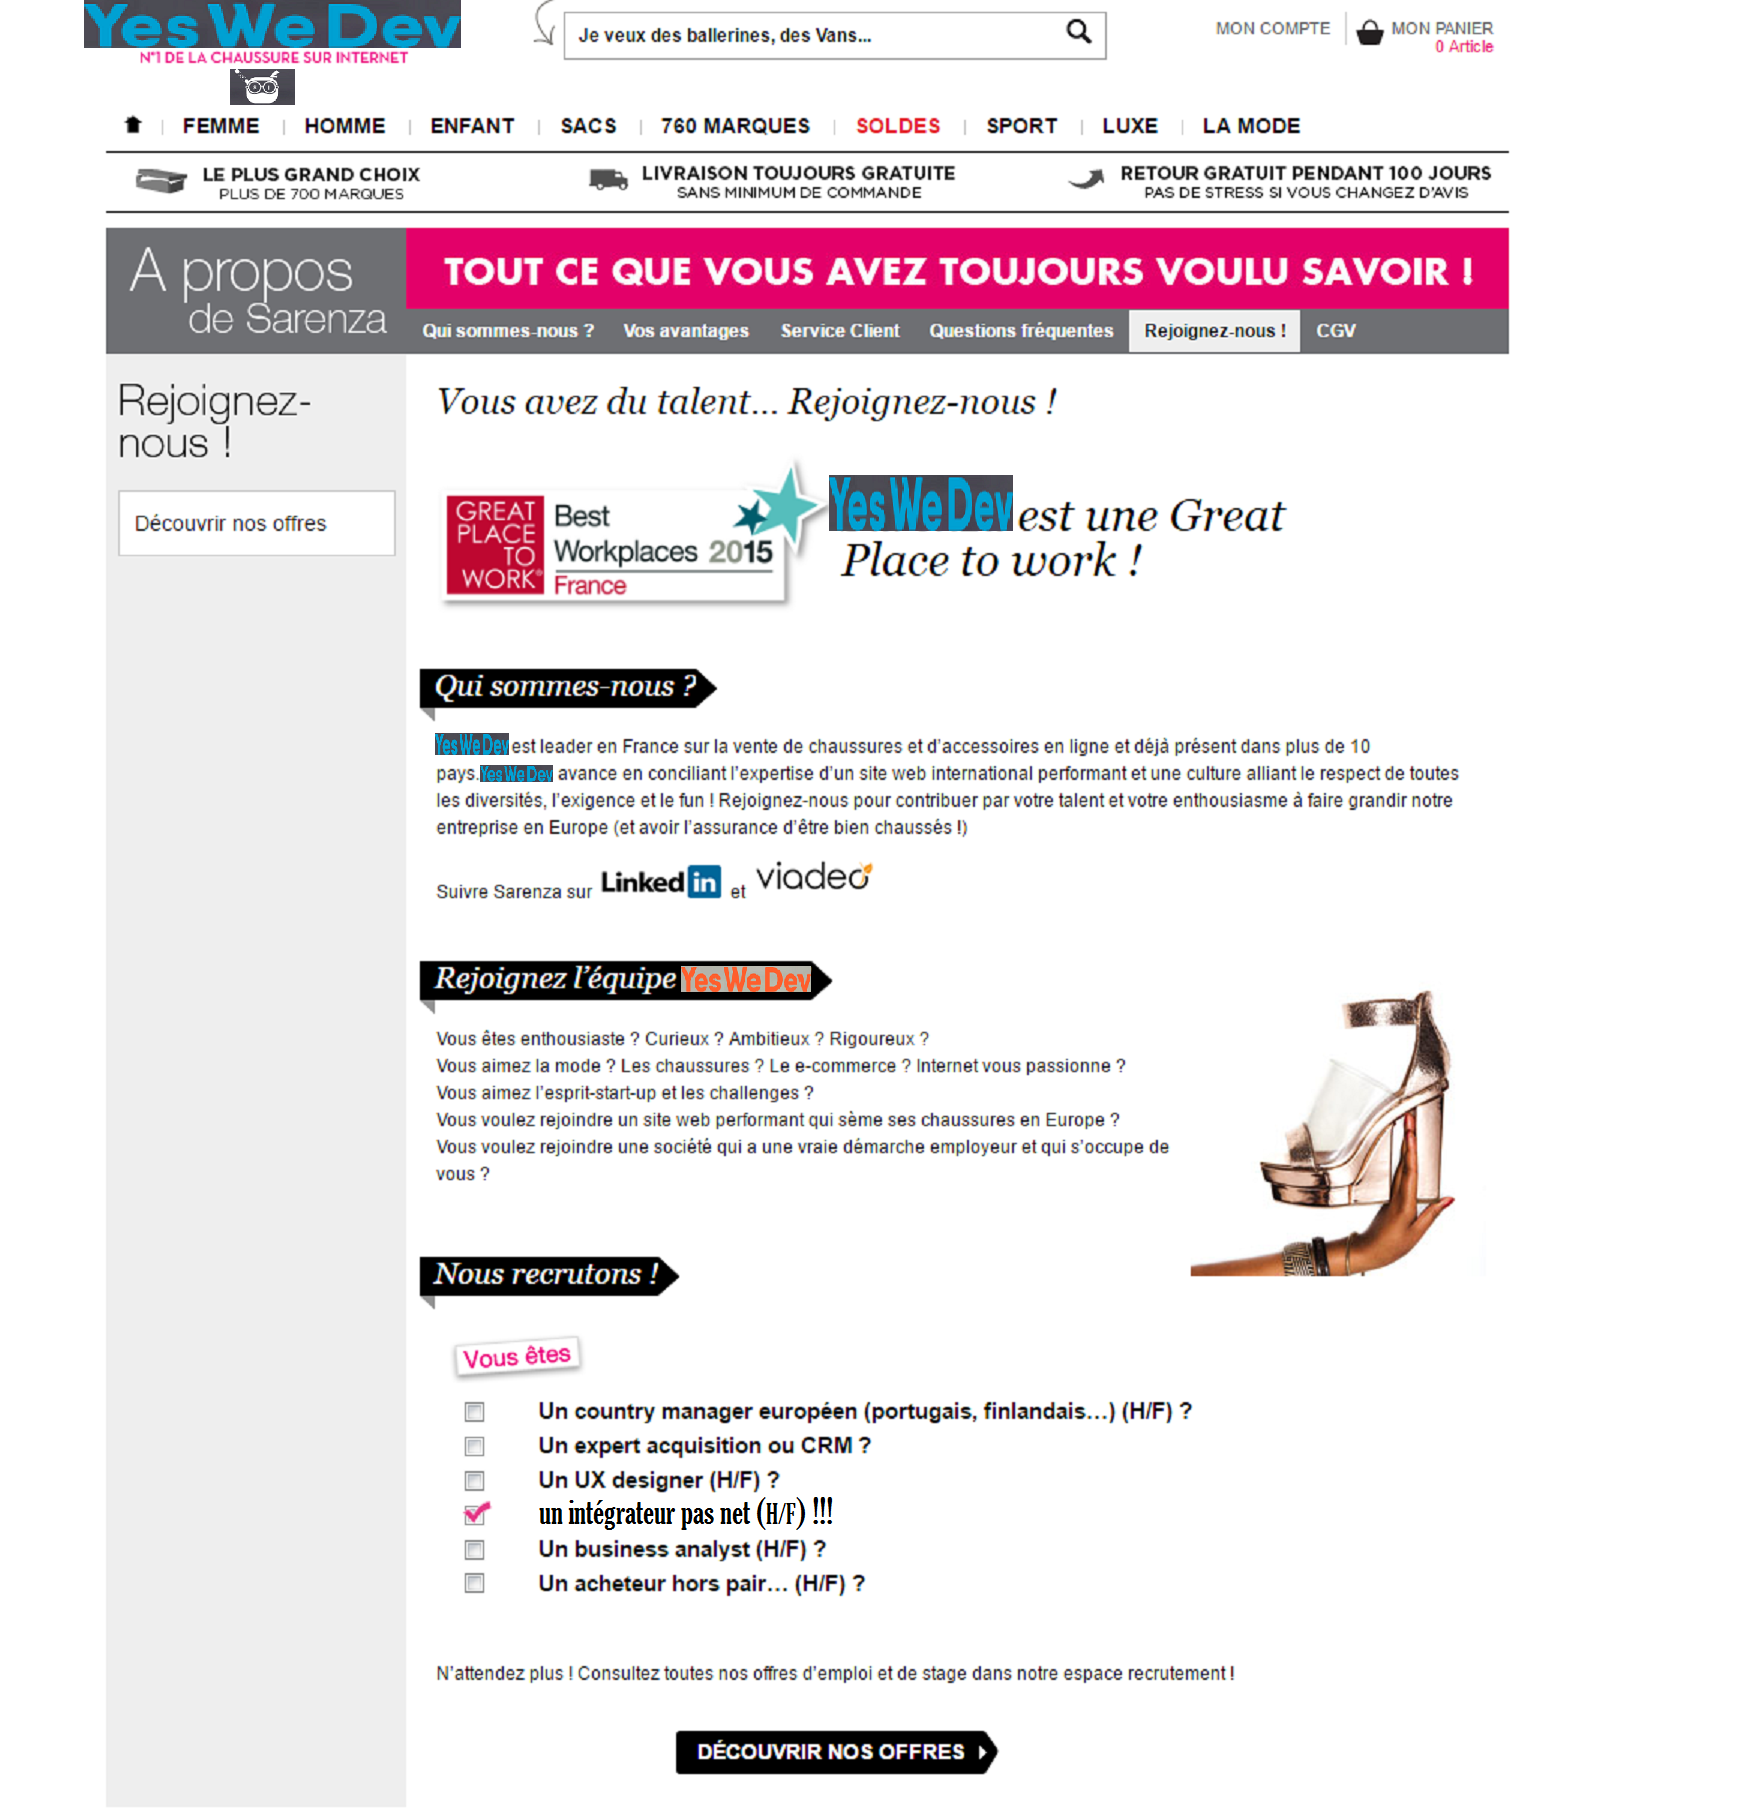 Yes We Dev
N°1 DE LA CHAUSSURE SUR INTERNET
Je veux des ballerines, des Vans...
MON COMPTE
MON PANIER
0 Article
FEMME
HOMME
ENFANT
SACS
760 MARQUES
SOLDES
SPORT
LUXE
LA MODE
LE PLUS GRAND CHOIX
PLUS DE 700 MARQUES
LIVRAISON TOUJOURS GRATUITE
SANS MINIMUM DE COMMANDE
RETOUR GRATUIT PENDANT 100 JOURS
PAS DE STRESS SI VOUS CHANGEZ D'AVIS
A propos
de Sarenza
TOUT CE QUE VOUS AVEZ TOUJOURS VOULU SAVOIR !
Qui sommes-nous ?
Vos avantages
Service Client
Questions fréquentes
Rejoignez-nous !
CGV
Rejoignez-
nous !
Découvrir nos offres
Vous avez du talent... Rejoignez-nous !
GREAT
PLACE
TO
WORK®
Best
Workplaces 2015
France
Yes We Dev est une Great
Place to work !
Qui sommes-nous ?
Yes We Dev est leader en France sur la vente de chaussures et d'accessoires en ligne et déjà présent dans plus de 10
pays. Yes We Dev avance en conciliant l'expertise d'un site web international performant et une culture alliant le respect de toutes
les diversités, l'exigence et le fun ! Rejoignez-nous pour contribuer par votre talent et votre enthousiasme à faire grandir notre
entreprise en Europe (et avoir l'assurance d'être bien chaussés !)
Suivre Sarenza sur Linked in et viadeo
Rejoignez l'équipe Yes We Dev
Vous êtes enthousiaste ? Curieux ? Ambitieux ? Rigoureux ?
Vous aimez la mode ? Les chaussures ? Le e-commerce ? Internet vous passionne ?
Vous aimez l'esprit-start-up et les challenges ?
Vous voulez rejoindre un site web performant qui sème ses chaussures en Europe ?
Vous voulez rejoindre une société qui a une vraie démarche employeur et qui s'occupe de
vous ?
Nous recrutons !
Vous êtes
Un country manager européen (portugais, finlandais...) (H/F) ?
Un expert acquisition ou CRM ?
Un UX designer (H/F) ?
un intégrateur pas net (H/F) !!!
Un business analyst (H/F) ?
Un acheteur hors pair... (H/F) ?
N'attendez plus ! Consultez toutes nos offres d'emploi et de stage dans notre espace recrutement !
DÉCOUVRIR NOS OFFRES